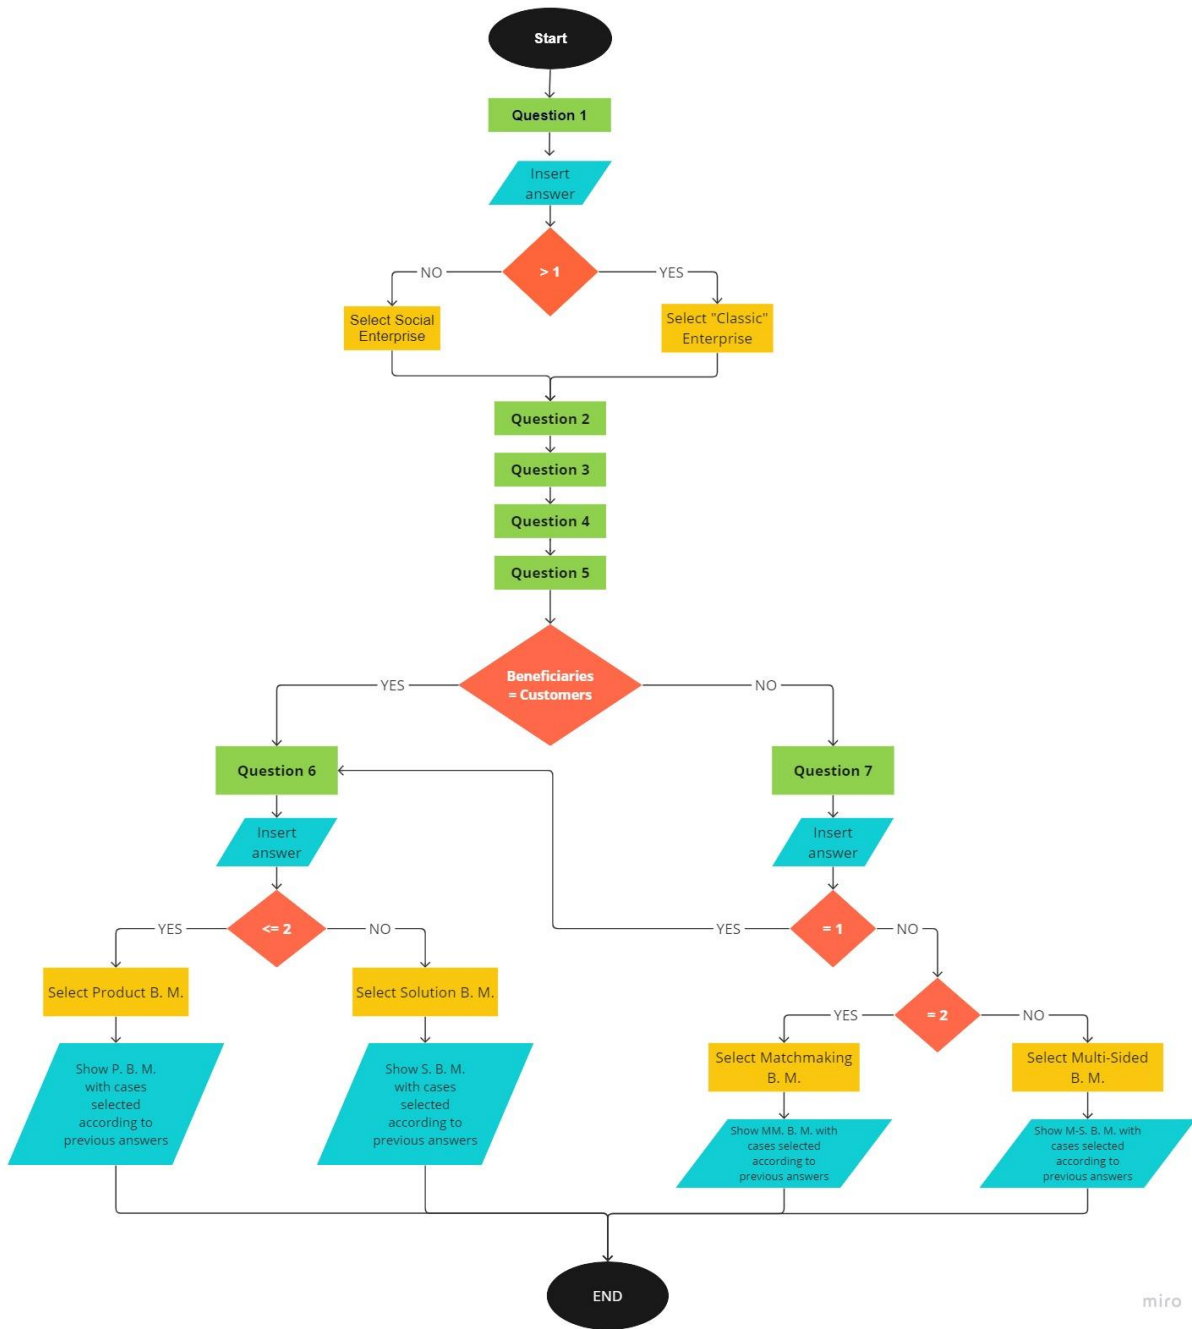 Start
Question 1
Insert
answer
> 1
NO
YES
Select Social
Enterprise
Select "Classic"
Enterprise
Question 2
Question 3
Question 4
Question 5
Beneficiaries
= Customers
YES
NO
Question 6
Question 7
Insert
answer
Insert
answer
<= 2
YES
NO
= 1
YES
NO
Select Product B. M.
Select Solution B. M.
= 2
YES
NO
Select Matchmaking
B. M.
Select Multi-Sided
B. M.
Show P. B. M.
with cases
selected
according to
previous answers
Show S. B. M.
with cases
selected
according to
previous answers
Show MM. B. M. with
cases selected
according to
previous answers
Show M-S. B. M. with
cases selected
according to
previous answers
END
miro